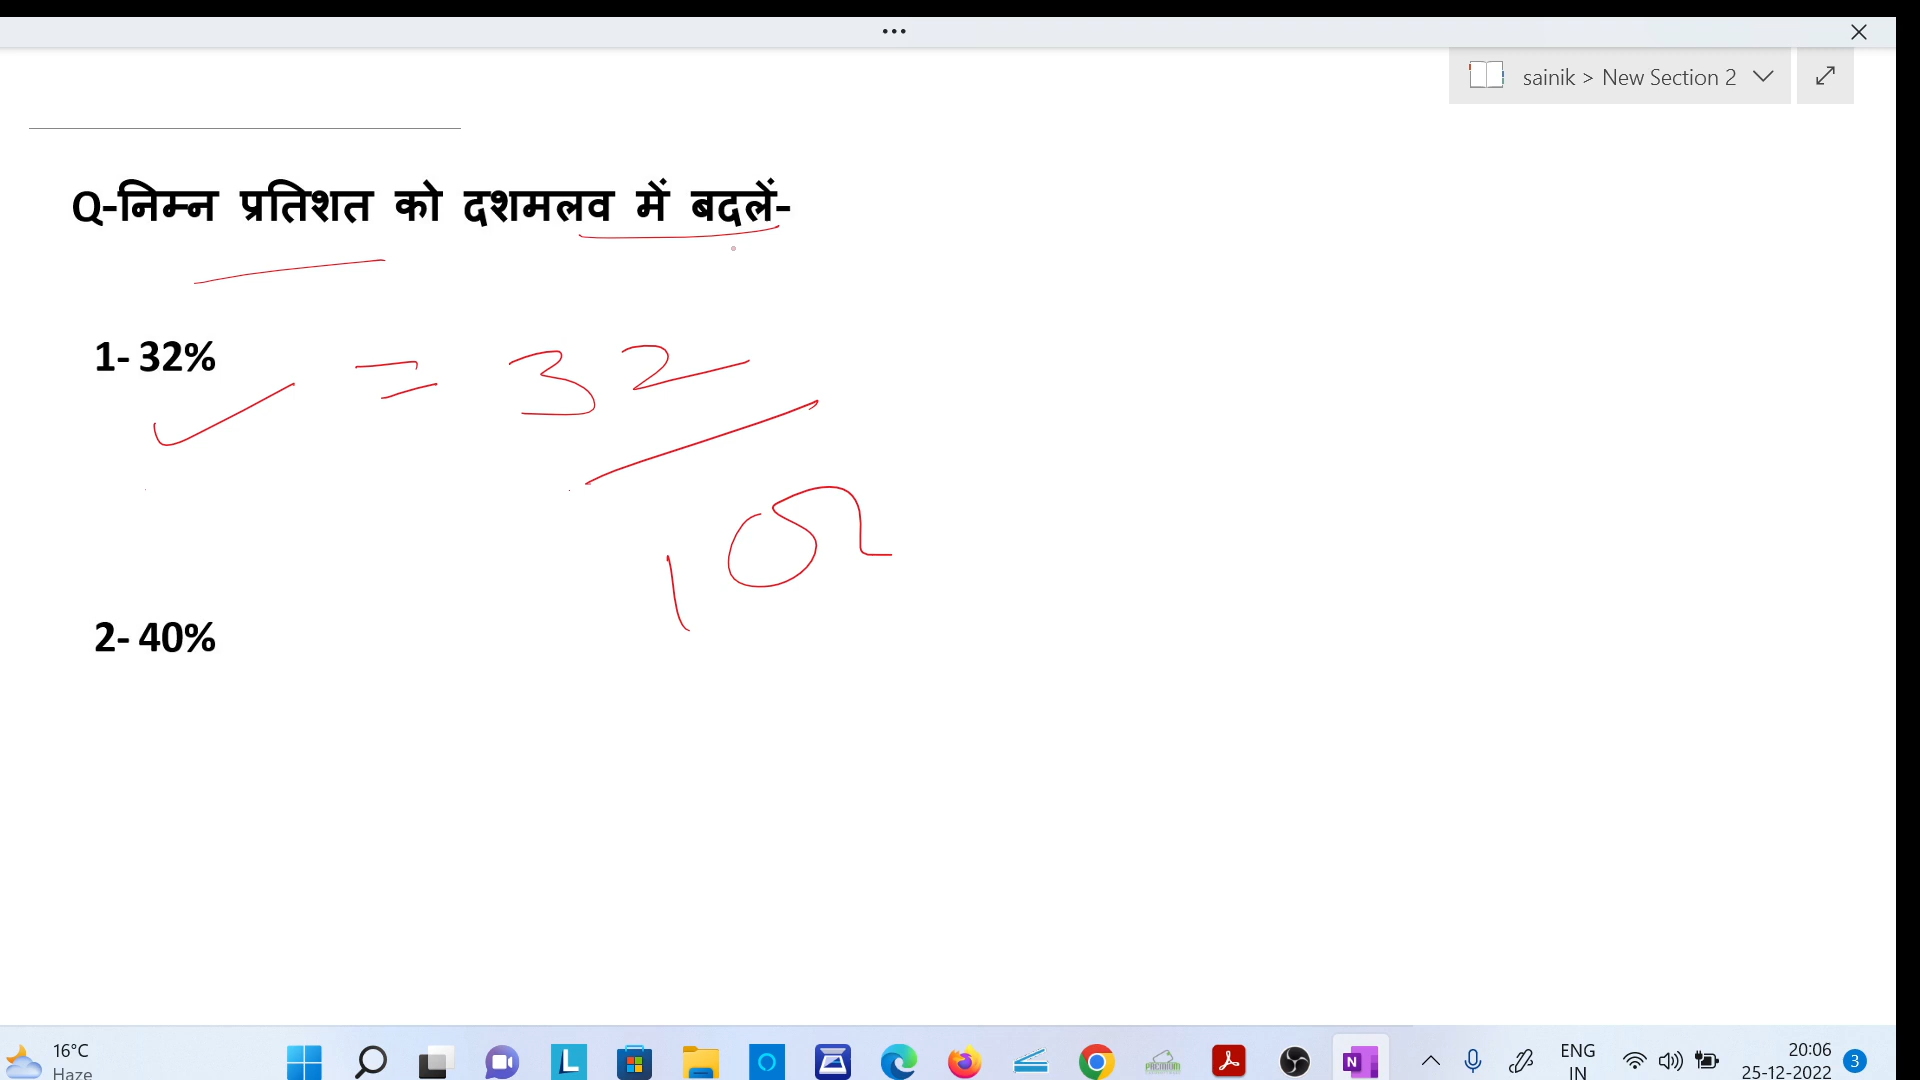 sainik > New Section 2
Q-निम्न प्रतिशत को दशमलव में बदलें-
1- 32%
= 32
2- 40%
16°C
Haze
ENG
IN
20:06
25-12-2022
3